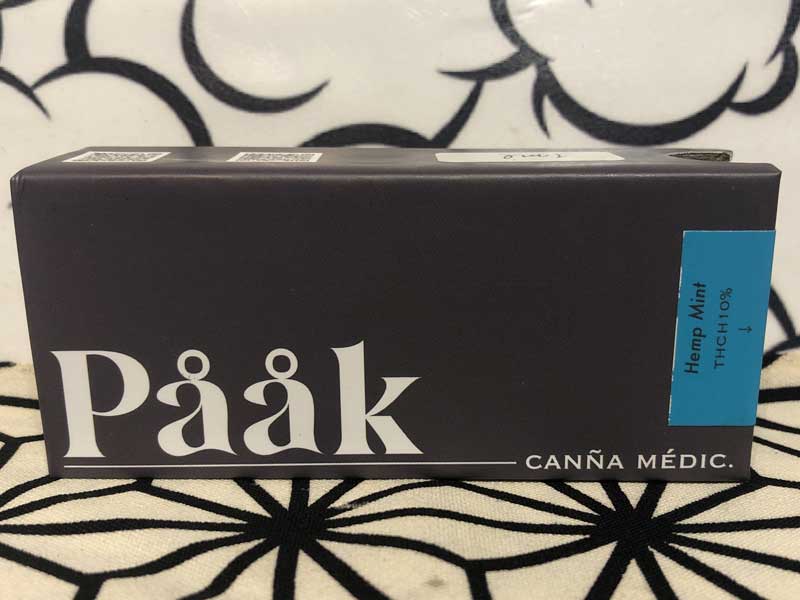 Pååk
CANÑA MÉDIC.
Hemp Mint
THCH10%
↓